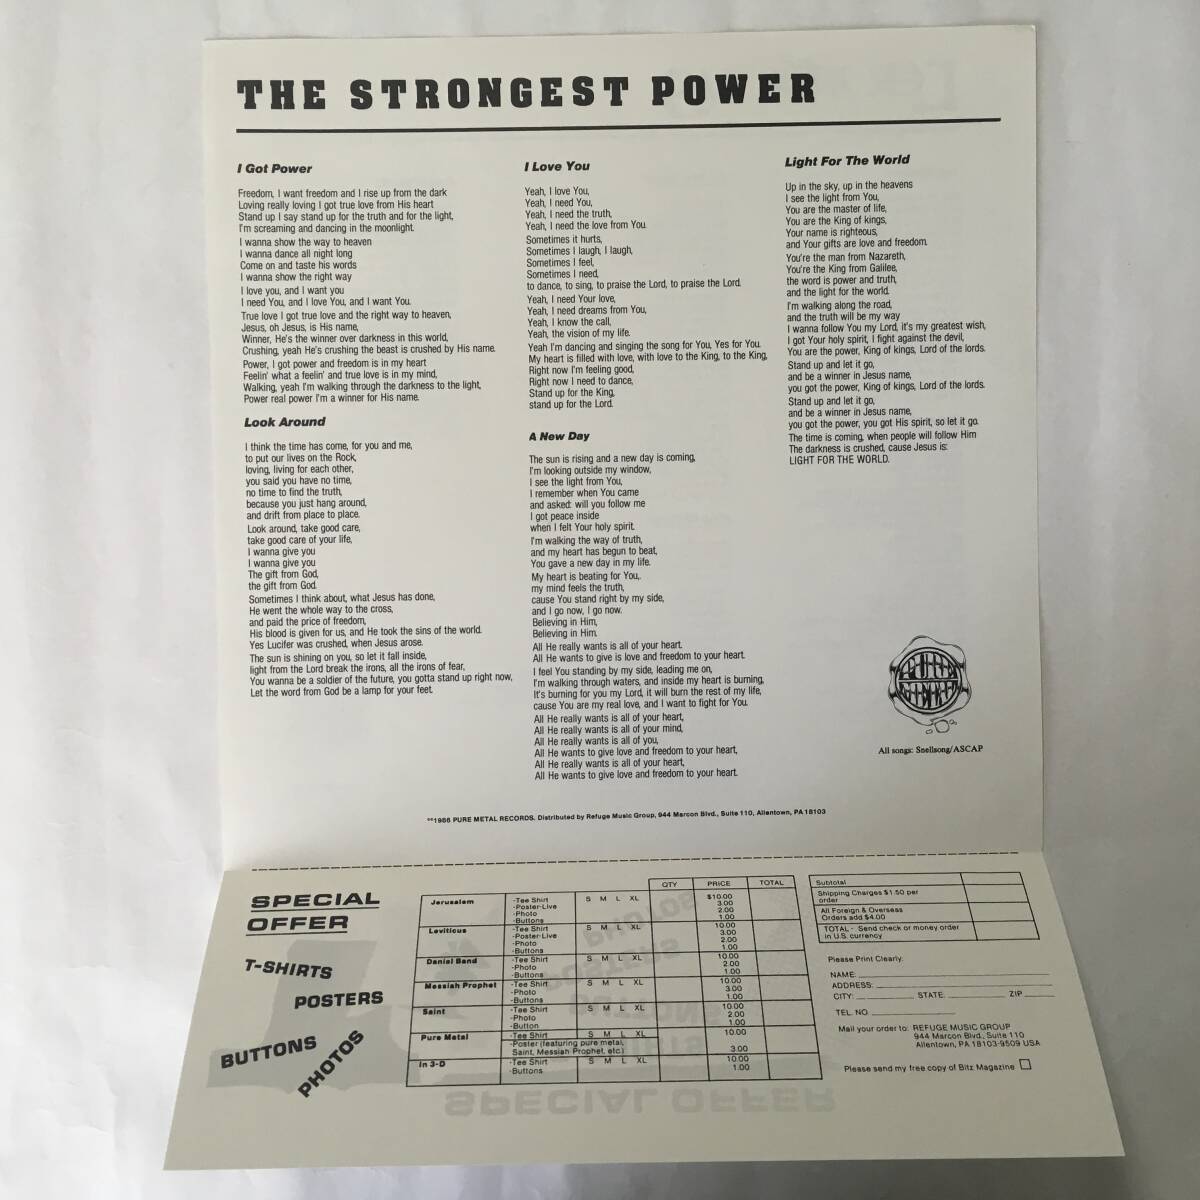 THE STRONGEST POWER
I Got Power
Freedom, I want freedom and I rise up from the dark
Loving really loving I got true love from His heart
Stand up I say stand up for the truth and for the light,
I'm screaming and dancing in the moonlight.
I wanna show the way to heaven
I wanna dance all night long
Come on and taste his words
I wanna show the right way
I love you, and I want you
I need You, and I love You, and I want You.
True love I got true love and the right way to heaven,
Jesus, oh Jesus, is His name,
Winner, He's the winner over darkness in this world,
Crushing, yeah He's crushing the beast is crushed by His name.
Power, I got power and freedom is in my heart
Feelin' what a feelin' and true love is in my mind,
Walking, yeah I'm walking through the darkness to the light,
Power real power I'm a winner for His name.
Look Around
I think the time has come, for you and me,
to put our lives on the Rock,
loving, living for each other,
you said you have no time,
no time to find the truth,
because you just hang around,
and drift from place to place.
Look around, take good care,
take good care of your life,
I wanna give you
I wanna give you
The gift from God,
the gift from God.
Sometimes I think about, what Jesus has done,
He went the whole way to the cross,
and paid the price of freedom,
His blood is given for us, and He took the sins of the world.
Yes Lucifer was crushed, when Jesus arose.
The sun is shining on you, so let it fall inside,
light from the Lord break the irons, all the irons of fear,
You wanna be a soldier of the future, you gotta stand up right now,
Let the word from God be a lamp for your feet.
I Love You
Yeah, I love You,
Yeah, I need You,
Yeah, I need the truth,
Yeah, I need the love from You.
Sometimes it hurts,
Sometimes I laugh, I laugh,
Sometimes I feel,
Sometimes I need,
to dance, to sing, to praise the Lord, to praise the Lord.
Yeah, I need Your love,
Yeah, I need dreams from You,
Yeah, I know the call,
Yeah, the vision of my life.
Yeah I'm dancing and singing the song for You, Yes for You.
My heart is filled with love, with love to the King, to the King,
Right now I'm feeling good,
Right now I need to dance,
Stand up for the King,
stand up for the Lord.
A New Day
The sun is rising and a new day is coming,
I'm looking outside my window,
I see the light from You,
I remember when You came
and asked: will you follow me
I got peace inside
when I felt Your holy spirit.
I'm walking the way of truth,
and my heart has begun to beat,
You gave a new day in my life.
My heart is beating for You,
my mind feels the truth,
cause You stand right by my side,
and I go now, I go now.
Believing in Him,
Believing in Him.
All He really wants is all of your heart.
All He wants to give is love and freedom to your heart.
I feel You standing by my side, leading me on,
I'm walking through waters, and inside my heart is burning,
It's burning for you my Lord, it will burn the rest of my life,
cause You are my real love, and I want to fight for You.
All He really wants is all of your heart,
All He really wants is all of your mind,
All He really wants is all of you,
All He wants to give love and freedom to your heart,
All He really wants is all of your heart,
All He wants to give love and freedom to your heart.
Light For The World
Up in the sky, up in the heavens
I see the light from You,
You are the master of life,
You are the King of kings,
Your name is righteous,
and Your gifts are love and freedom.
You're the man from Nazareth,
You're the King from Galilee,
the word is power and truth,
and the light for the world.
I'm walking along the road,
and the truth will be my way
I wanna follow You my Lord, it's my greatest wish,
I got Your holy spirit, I fight against the devil,
You are the power, King of kings, Lord of the lords.
Stand up and let it go,
and be a winner in Jesus name,
you got the power, King of kings, Lord of the lords.
Stand up and let it go,
and be a winner in Jesus name,
you got the power, you got His spirit, so let it go.
The time is coming, when people will follow Him
The darkness is crushed, cause Jesus is:
LIGHT FOR THE WORLD.
All songs: Snellsong/ASCAP
1986 PURE METAL RECORDS. Distributed by Refuge Music Group, 944 Marcon Blvd., Suite 110, Allentown, PA 18103
SPECIAL
OFFER
T-SHIRTS
POSTERS
BUTTONS
PHOTOS
QTY PRICE TOTAL
Jerusalem -Tee Shirt S M L XL $10.00
-Poster-Live 3.00
-Photo 2.00
-Buttons 1.00
Leviticus -Tee Shirt S M L XL 10.00
-Poster-Live 3.00
-Photo 2.00
-Buttons 1.00
Daniel Band -Tee Shirt S M L XL 10.00
-Photo 2.00
-Buttons 1.00
Messiah Prophet -Tee Shirt S M L XL 10.00
-Photo 3.00
-Buttons 1.00
Saint -Tee Shirt S M L XL 10.00
-Photo 2.00
-Button 1.00
Pure Metal -Tee Shirt S M L XL 10.00
-Poster (featuring pure metal,
Saint, Messiah Prophet, etc.) 3.00
In 3-D -Tee Shirt S M L XL 10.00
-Buttons 1.00
Subtotal
Shipping Charges $1.50 per
order
All Foreign & Overseas
Orders add $4.00
TOTAL - Send check or money order
in U.S. currency
Please Print Clearly:
NAME:
ADDRESS:
CITY: STATE: ZIP
TEL. NO.
Mail your order to: REFUGE MUSIC GROUP
944 Marcon Blvd., Suite 110
Allentown, PA 18103-9509 USA
Please send my free copy of Bitz Magazine